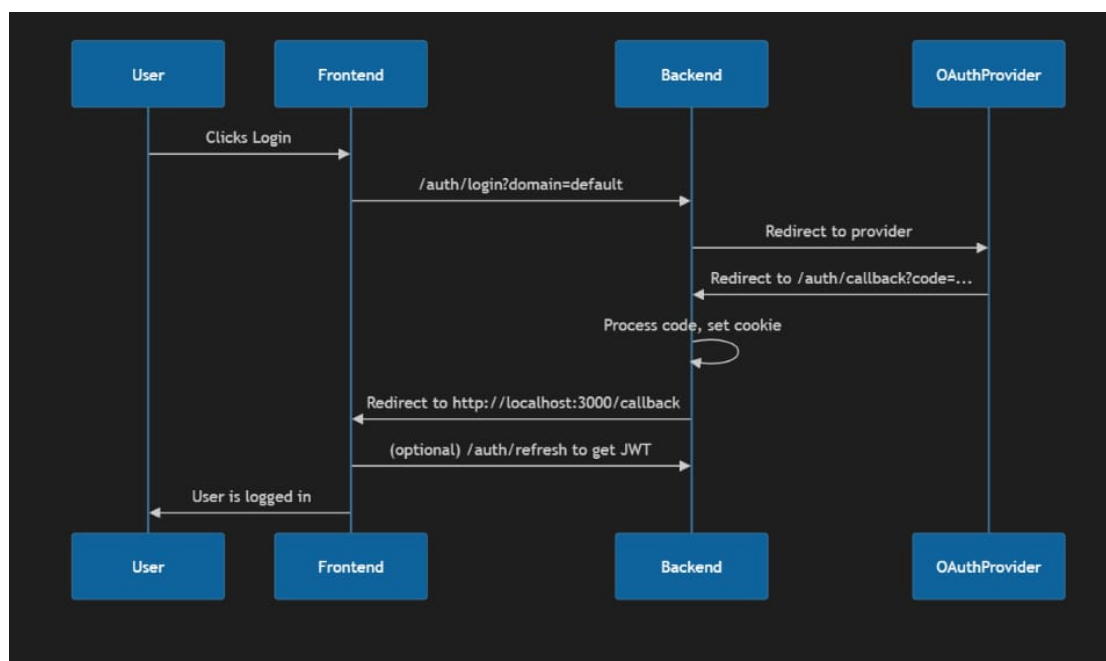 User
Frontend
Backend
OAuthProvider
Clicks Login
/auth/login?domain=default
Redirect to provider
Redirect to /auth/callback?code=...
Process code, set cookie
Redirect to http://localhost:3000/callback
(optional) /auth/refresh to get JWT
User is logged in
User
Frontend
Backend
OAuthProvider